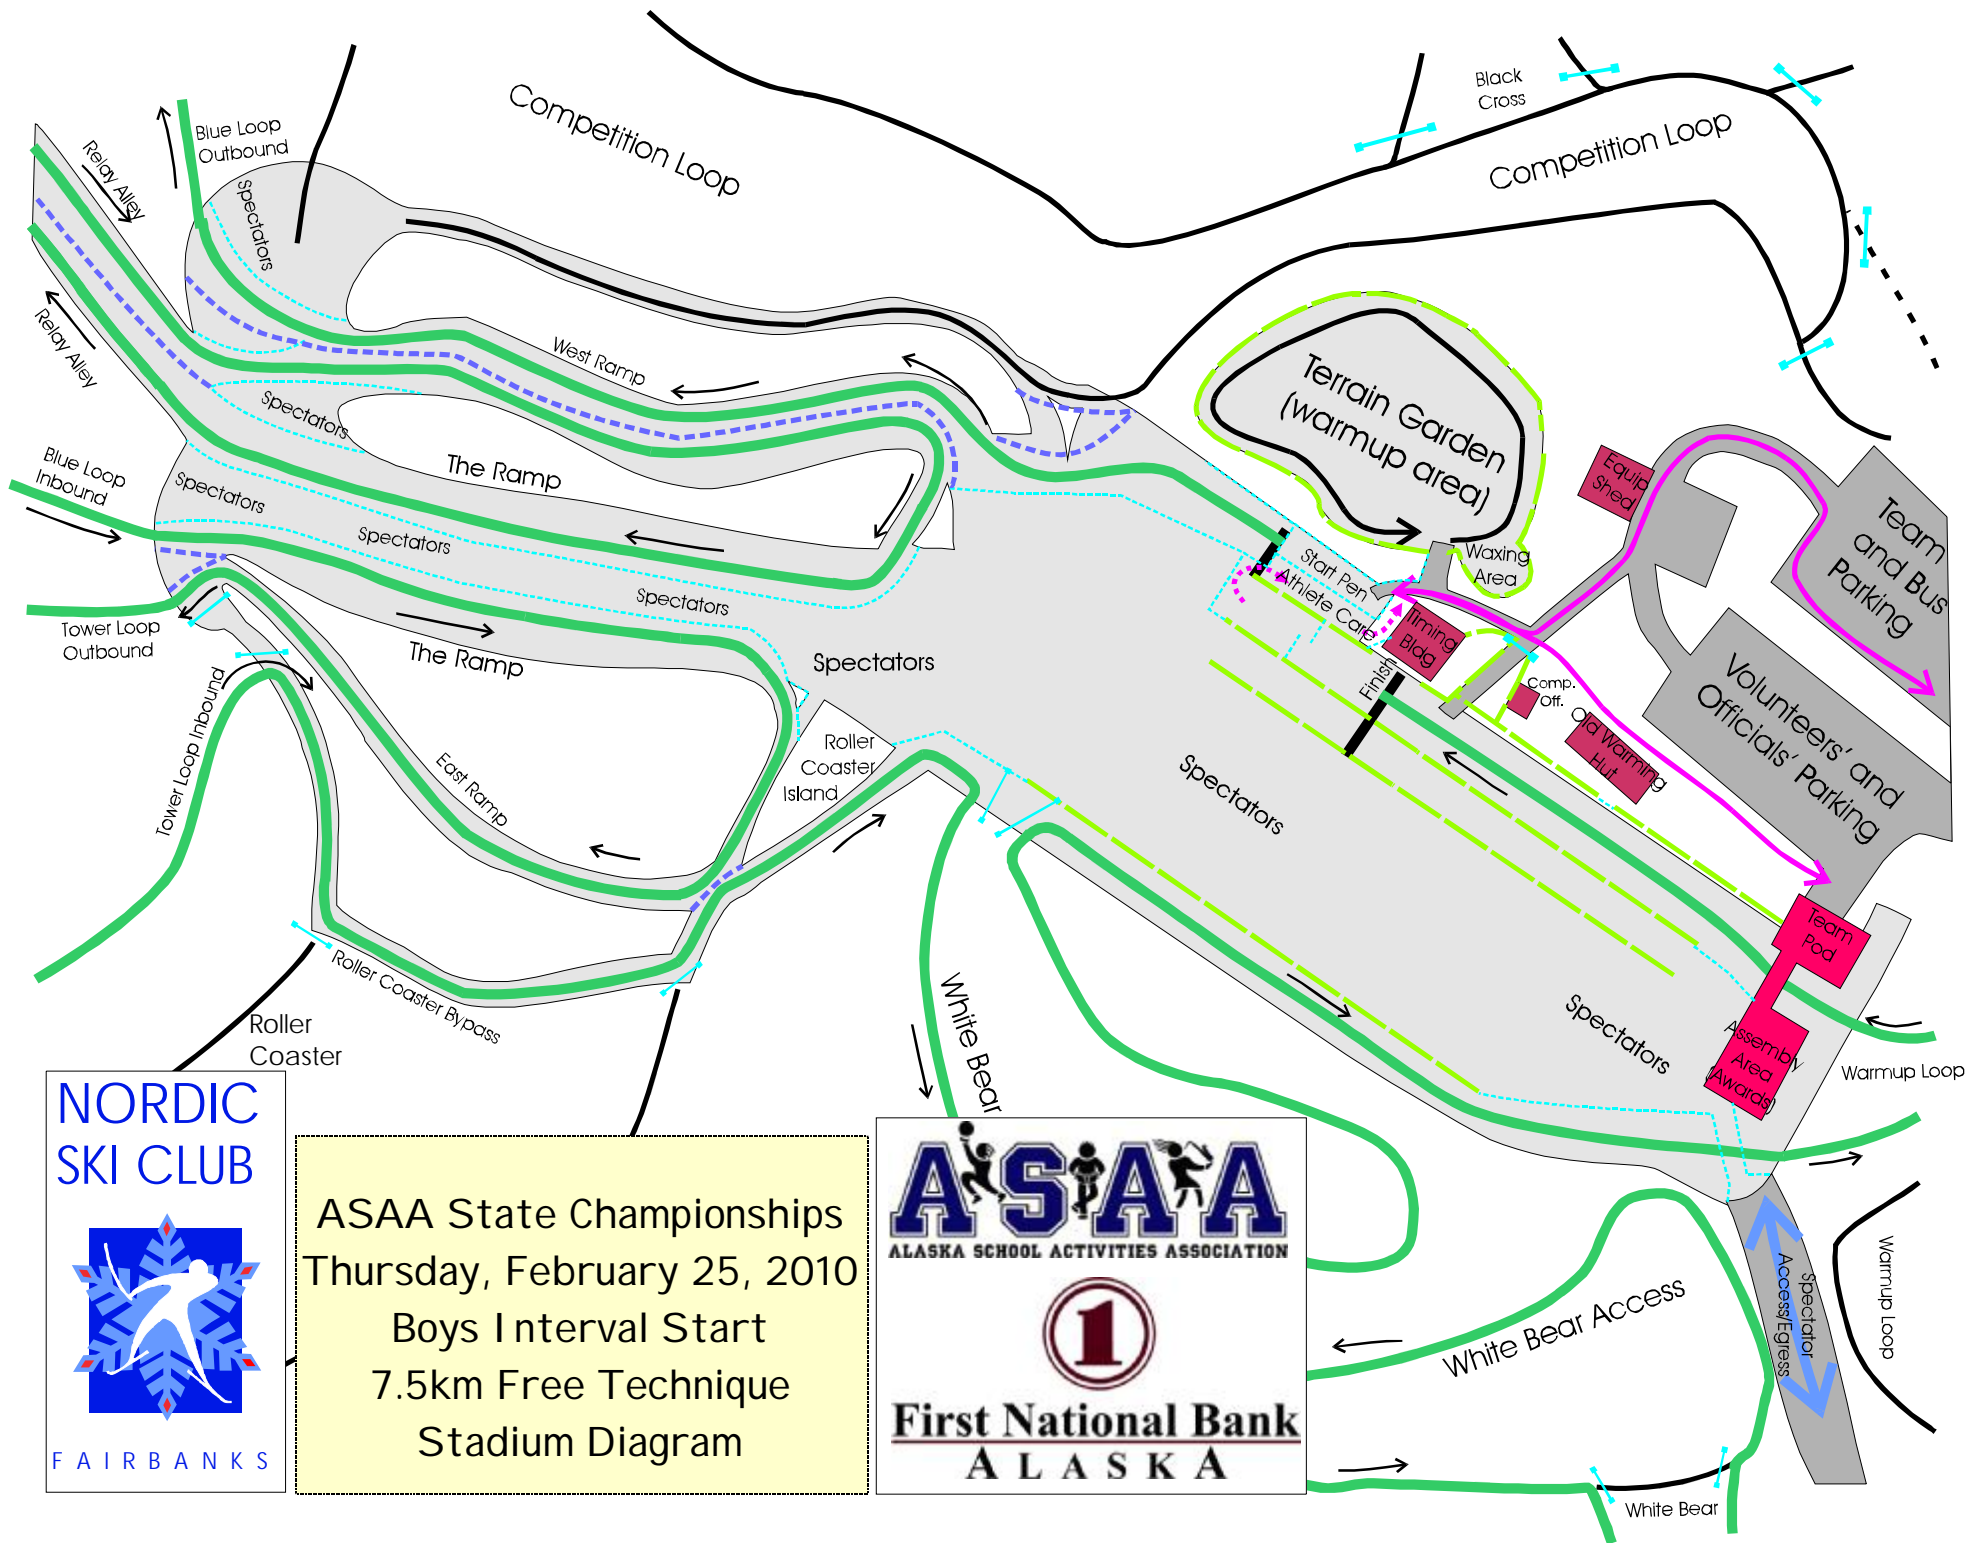 Black
Cross
Competition Loop
Competition Loop
Blue Loop
Outbound
Relay Alley
Spectators
Relay Alley
West Ramp
Terrain Garden
(warmup area)
Spectators
The Ramp
Blue Loop
Inbound
Spectators
Spectators
Spectators
Equip
Shed
Team
and Bus
Parking
Waxing
Area
Start Pen
Athlete Care
Timing
Bldg
Finish
Comp.
Off.
Old Warming
Hut
Volunteers' and
Officials' Parking
Tower Loop
Outbound
The Ramp
Spectators
Tower Loop Inbound
East Ramp
Roller
Coaster
Island
Spectators
Team
Pod
Spectators
Assembly
Area
(Awards)
Warmup Loop
Roller Coaster Bypass
Roller
Coaster
White Bear
White Bear Access
Spectator
Access/Egress
Warmup Loop
White Bear
NORDIC
SKI CLUB
FAIRBANKS
ASAA State Championships
Thursday, February 25, 2010
Boys Interval Start
7.5km Free Technique
Stadium Diagram
ASAA
ALASKA SCHOOL ACTIVITIES ASSOCIATION
1
First National Bank
ALASKA